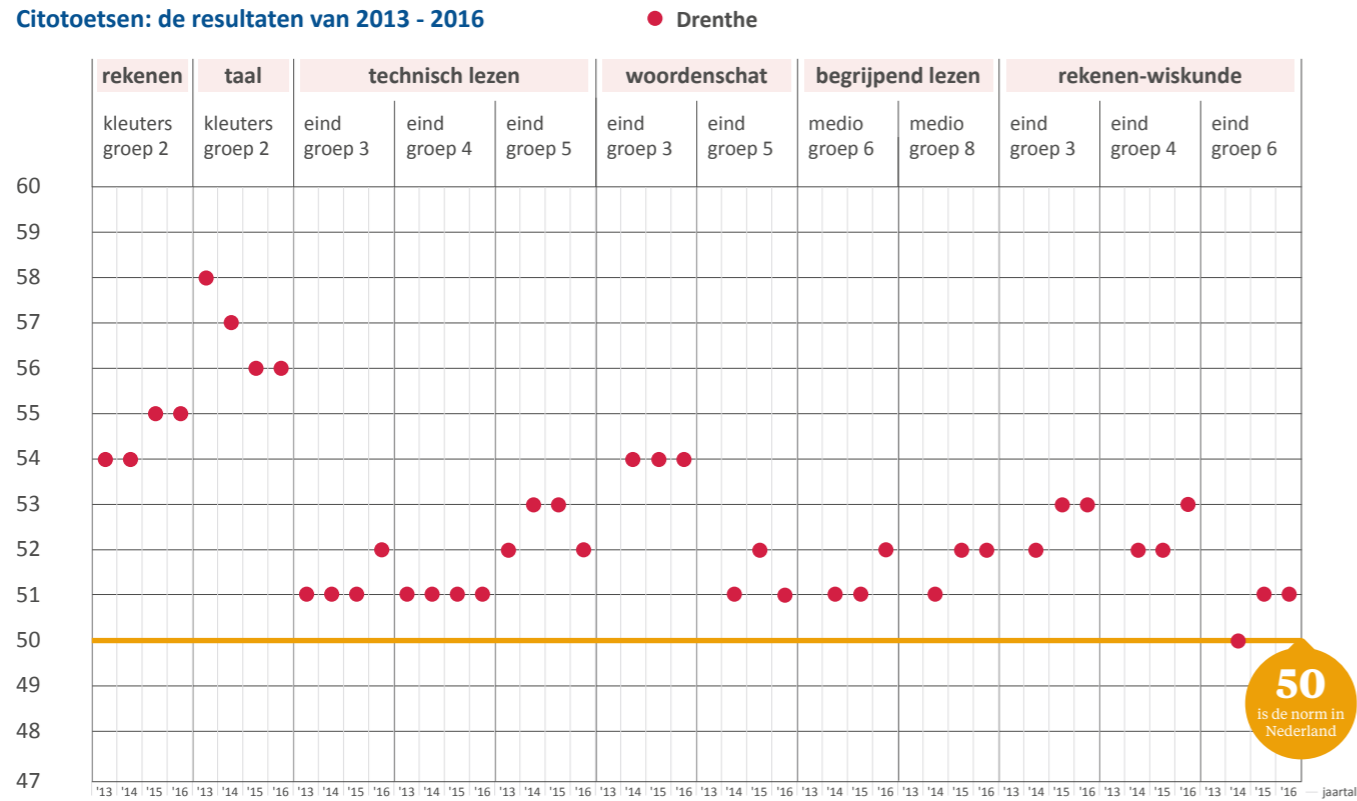 Citotoetsen: de resultaten van 2013 - 2016
Drenthe
rekenen taal technisch lezen woordenschat begrijpend lezen rekenen-wiskunde
kleuters kleuters eind eind eind eind eind medio medio eind eind eind
groep 2 groep 2 groep 3 groep 4 groep 5 groep 3 groep 5 groep 6 groep 8 groep 3 groep 4 groep 6
60
59
58
57
56
55
54
53
52
51
50
49
48
47
50
is de norm in
Nederland
'13 '14 '15 '16 '13 '14 '15 '16 '13 '14 '15 '16 '13 '14 '15 '16 '13 '14 '15 '16 '13 '14 '15 '16 '13 '14 '15 '16 '13 '14 '15 '16 '13 '14 '15 '16 '13 '14 '15 '16 '13 '14 '15 '16 '13 '14 '15 '16 — jaartal